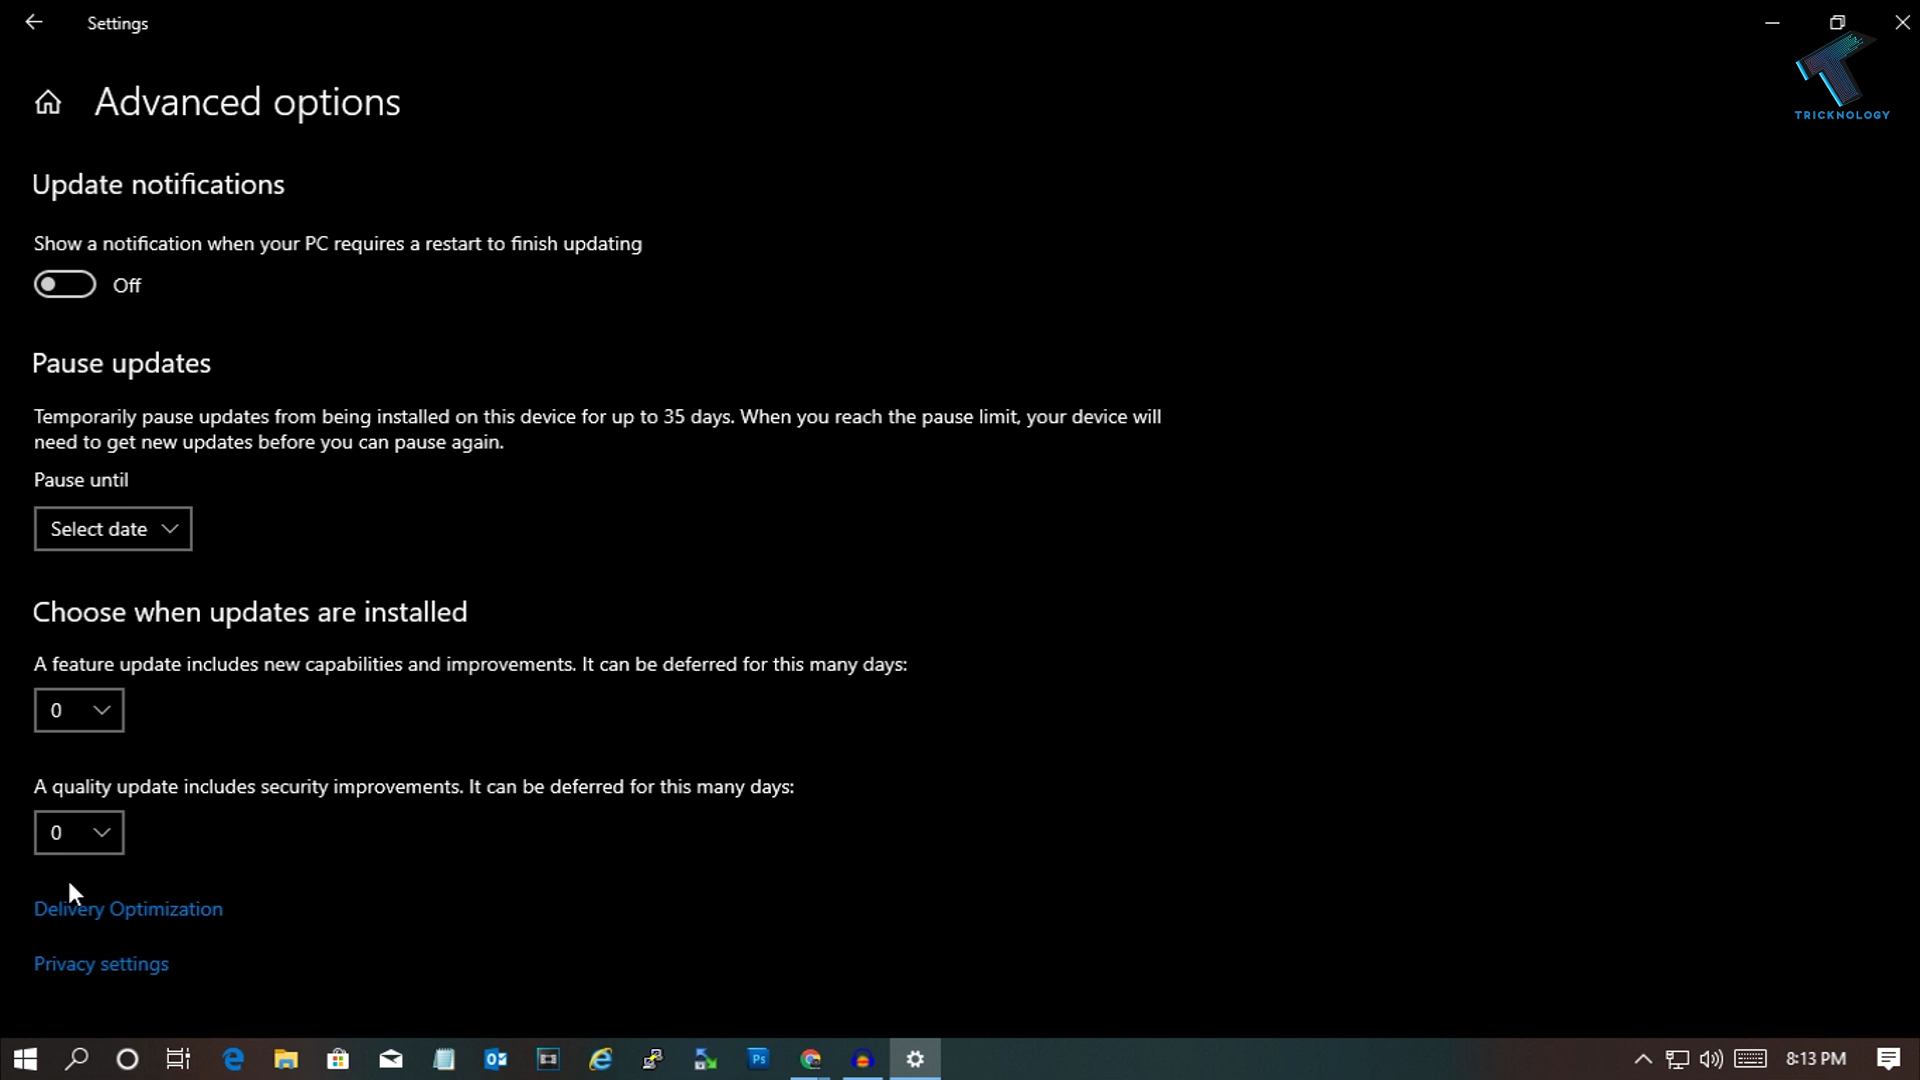 Settings
Advanced options
TRICKNOLOGY
Update notifications
Show a notification when your PC requires a restart to finish updating
Off
Pause updates
Temporarily pause updates from being installed on this device for up to 35 days. When you reach the pause limit, your device will
need to get new updates before you can pause again.
Pause until
Select date
Choose when updates are installed
A feature update includes new capabilities and improvements. It can be deferred for this many days:
0
A quality update includes security improvements. It can be deferred for this many days:
0
Delivery Optimization
Privacy settings
Ps
8:13 PM